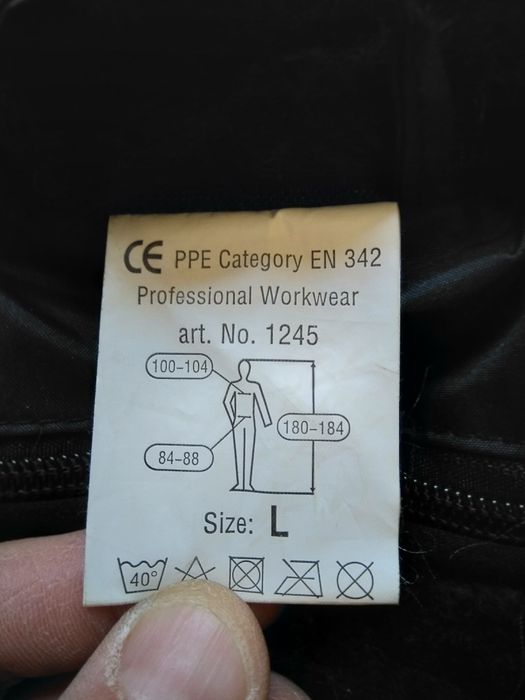 CE PPE Category EN 342
Professional Workwear
art. No. 1245
100-104
180-184
84-88
Size: L
40°